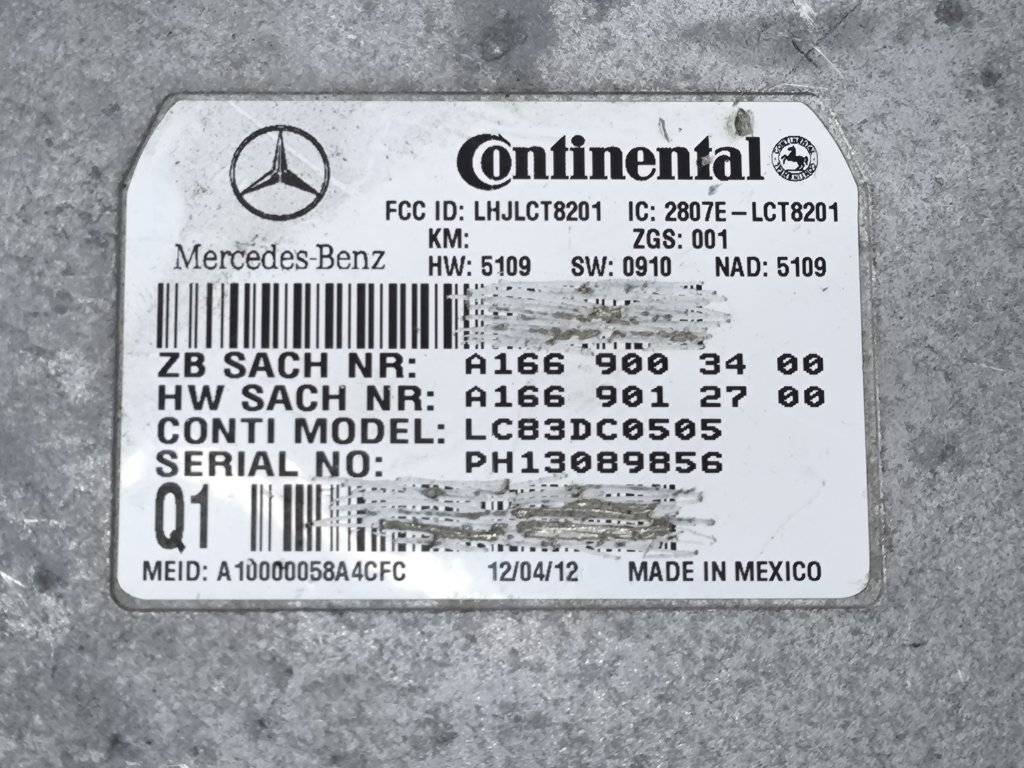 Continental
FCC ID: LHJLCT8201 IC: 2807E-LCT8201
KM: ZGS: 001
Mercedes-Benz
HW: 5109 SW: 0910 NAD: 5109
ZB SACH NR: A166 900 34 00
HW SACH NR: A166 901 27 00
CONTI MODEL: LC83DC0505
SERIAL NO: PH13089856
Q1
MEID: A10000058A4CFC 12/04/12 MADE IN MEXICO